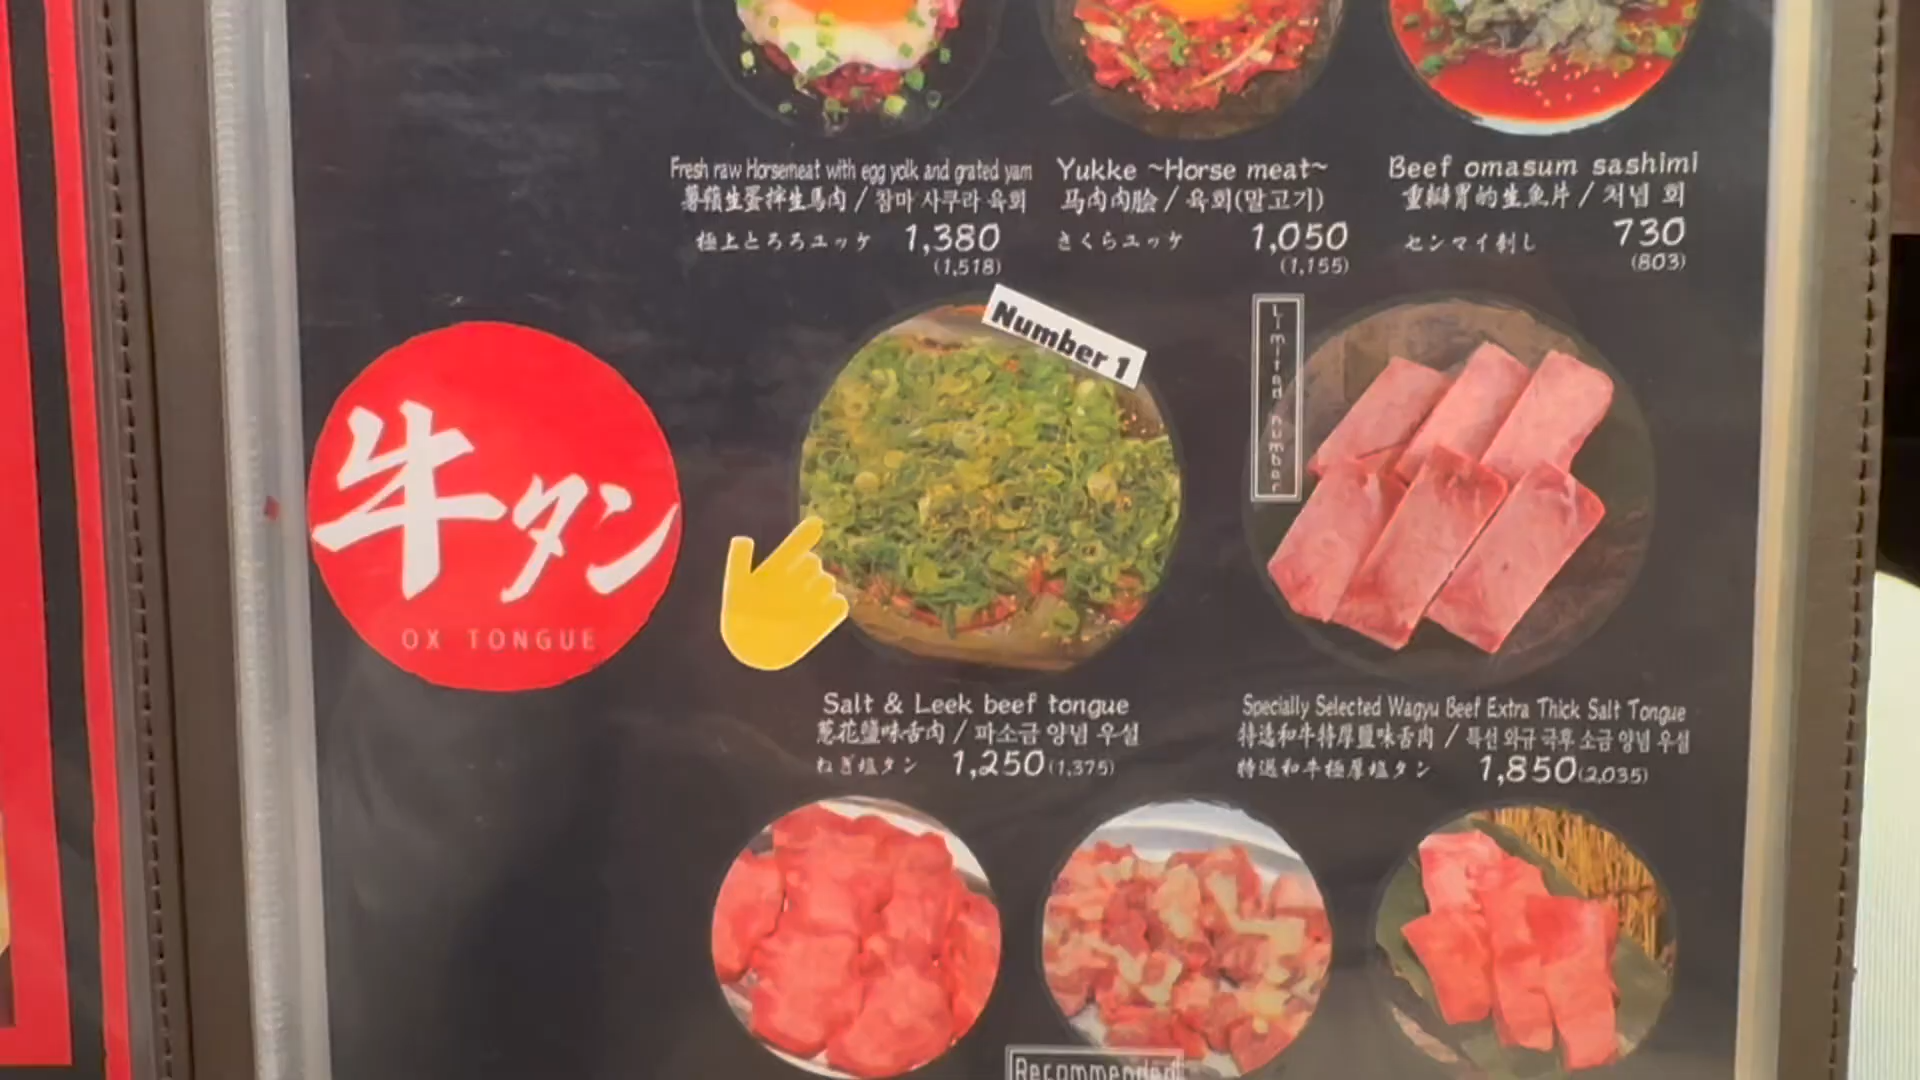 Fresh raw Horsemeat with egg yolk and grated yam
薯蕷生蛋拌生馬肉 / 참마 사쿠라 육회
極上とろろユッケ 1,380
(1,518)
Yukke ~Horse meat~
马肉肉脍 / 육회(말고기)
さくらユッケ 1,050
(1,155)
Beef omasum sashimi
重瓣胃的生魚片 / 처녑 회
センマイ刺し 730
(803)
牛タン
OX TONGUE
Number 1
Salt & Leek beef tongue
蔥花鹽味舌肉 / 파소금 양념 우설
ねぎ塩タン 1,250(1,375)
Limited number
Specially Selected Wagyu Beef Extra Thick Salt Tongue
特选和牛特厚鹽味舌肉 / 특선 와규 극후 소금 양념 우설
特選和牛極厚塩タン 1,850(2,035)
Recommended